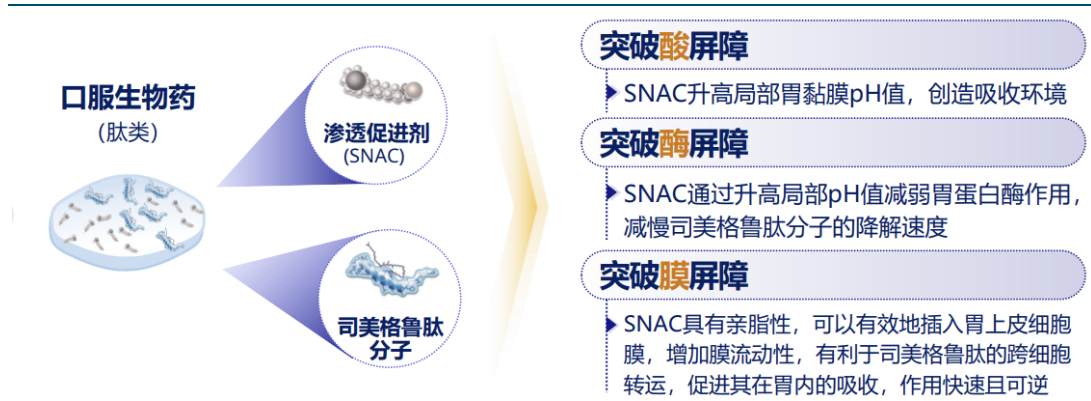 口服生物药
(肽类)
渗透促进剂
(SNAC)
司美格鲁肽
分子
突破酸屏障
SNAC升高局部胃黏膜pH值，创造吸收环境
突破酶屏障
SNAC通过升高局部pH值减弱胃蛋白酶作用，
减慢司美格鲁肽分子的降解速度
突破膜屏障
SNAC具有亲脂性，可以有效地插入胃上皮细胞
膜，增加膜流动性，有利于司美格鲁肽的跨细胞
转运，促进其在胃内的吸收，作用快速且可逆